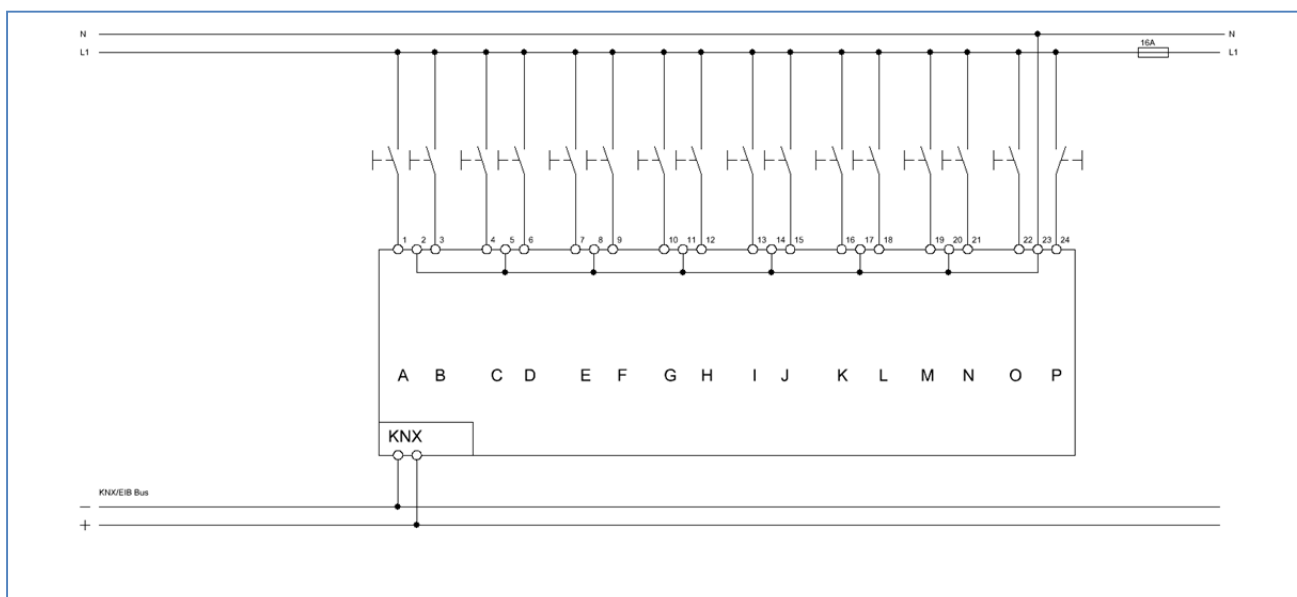 N N
L1 16A L1
1 2 3 4 5 6 7 8 9 10 11 12 13 14 15 16 17 18 19 20 21 22 23 24
A B C D E F G H I J K L M N O P
KNX
KNX/EIB Bus
−
+